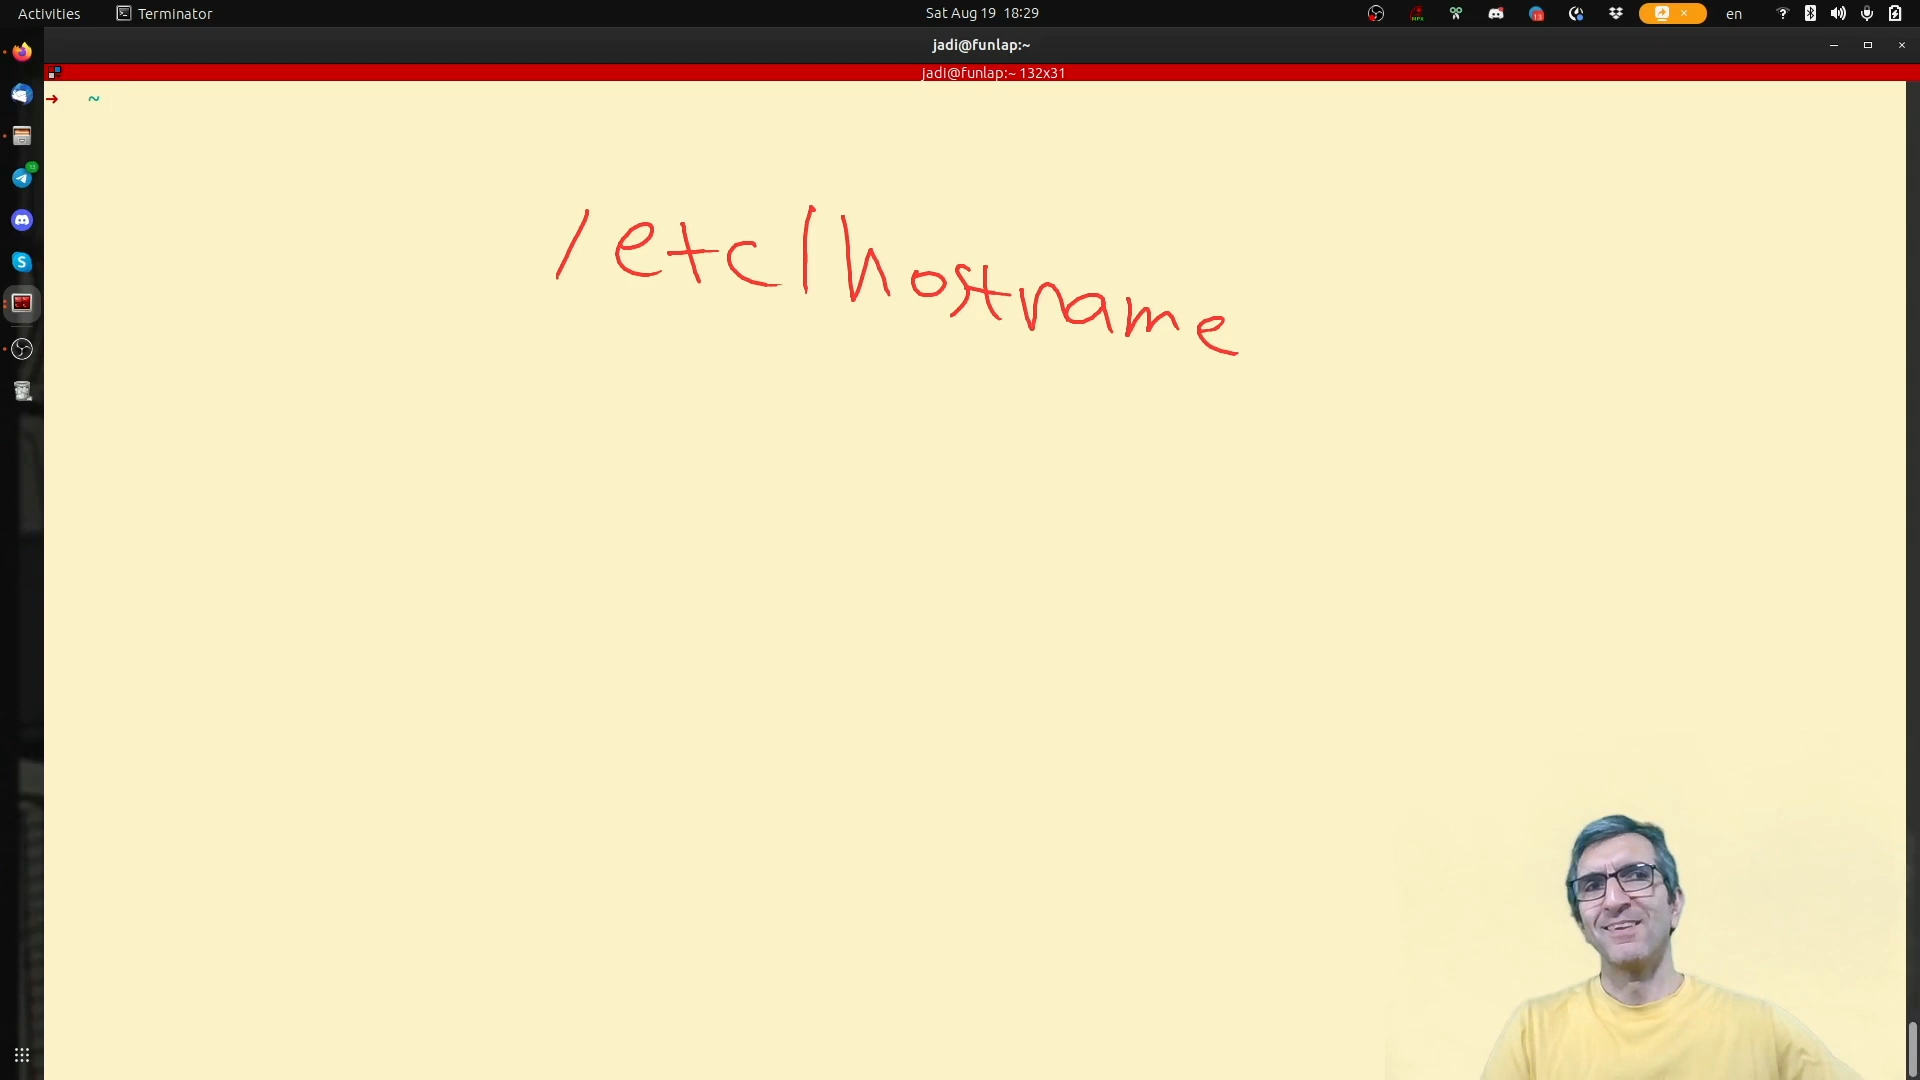 Activities
Terminator
Sat Aug 19 18:29
en
jadi@funlap:~
jadi@funlap:~ 132x31
➜ ~
/etc/hostname